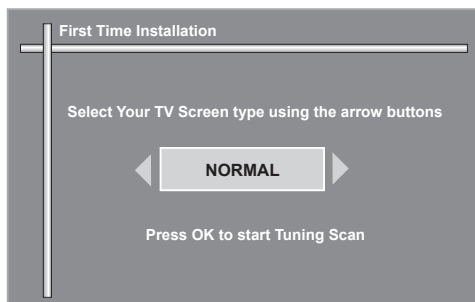 First Time Installation
Select Your TV Screen type using the arrow buttons
NORMAL
Press OK to start Tuning Scan